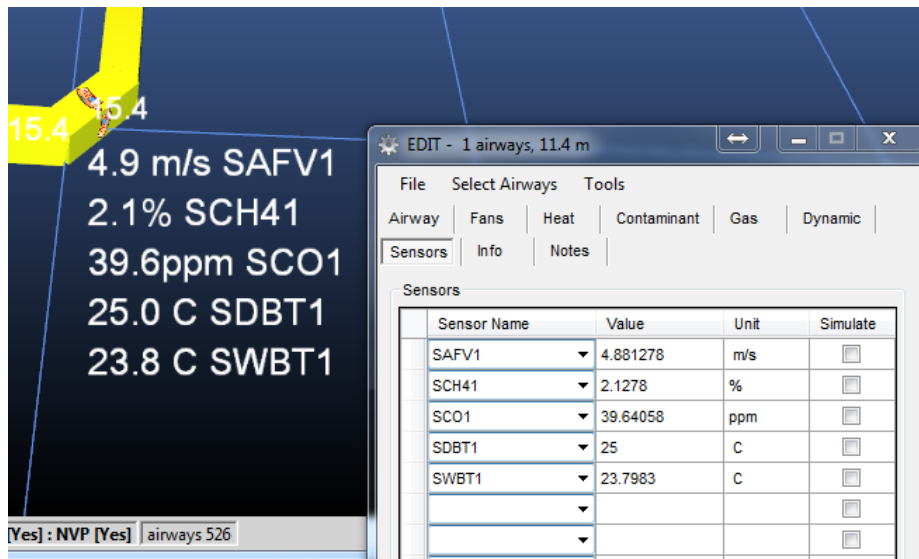 15.4
15.4
4.9 m/s SAFV1
2.1% SCH41
39.6ppm SCO1
25.0 C SDBT1
23.8 C SWBT1
[Yes] : NVP [Yes] airways 526
EDIT - 1 airways, 11.4 m
File Select Airways Tools
Airway Fans Heat Contaminant Gas Dynamic
Sensors Info Notes
Sensors
Sensor Name Value Unit Simulate
SAFV1 4.881278 m/s
SCH41 2.1278 %
SCO1 39.64058 ppm
SDBT1 25 C
SWBT1 23.7983 C